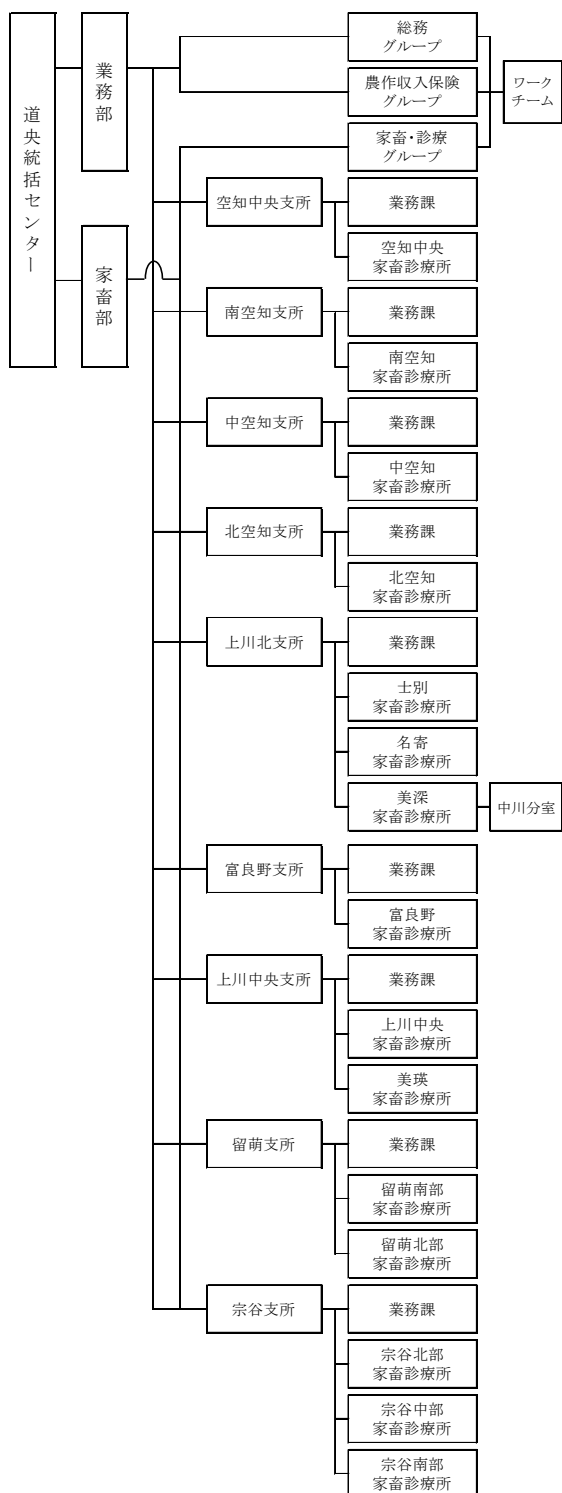 道央統括センター
業務部
家畜部
総務
グループ
農作収入保険
グループ
家畜・診療
グループ
ワーク
チーム
空知中央支所
業務課
空知中央
家畜診療所
南空知支所
業務課
南空知
家畜診療所
中空知支所
業務課
中空知
家畜診療所
北空知支所
業務課
北空知
家畜診療所
上川北支所
業務課
士別
家畜診療所
名寄
家畜診療所
美深
家畜診療所
中川分室
富良野支所
業務課
富良野
家畜診療所
上川中央支所
業務課
上川中央
家畜診療所
美瑛
家畜診療所
留萌支所
業務課
留萌南部
家畜診療所
留萌北部
家畜診療所
宗谷支所
業務課
宗谷北部
家畜診療所
宗谷中部
家畜診療所
宗谷南部
家畜診療所